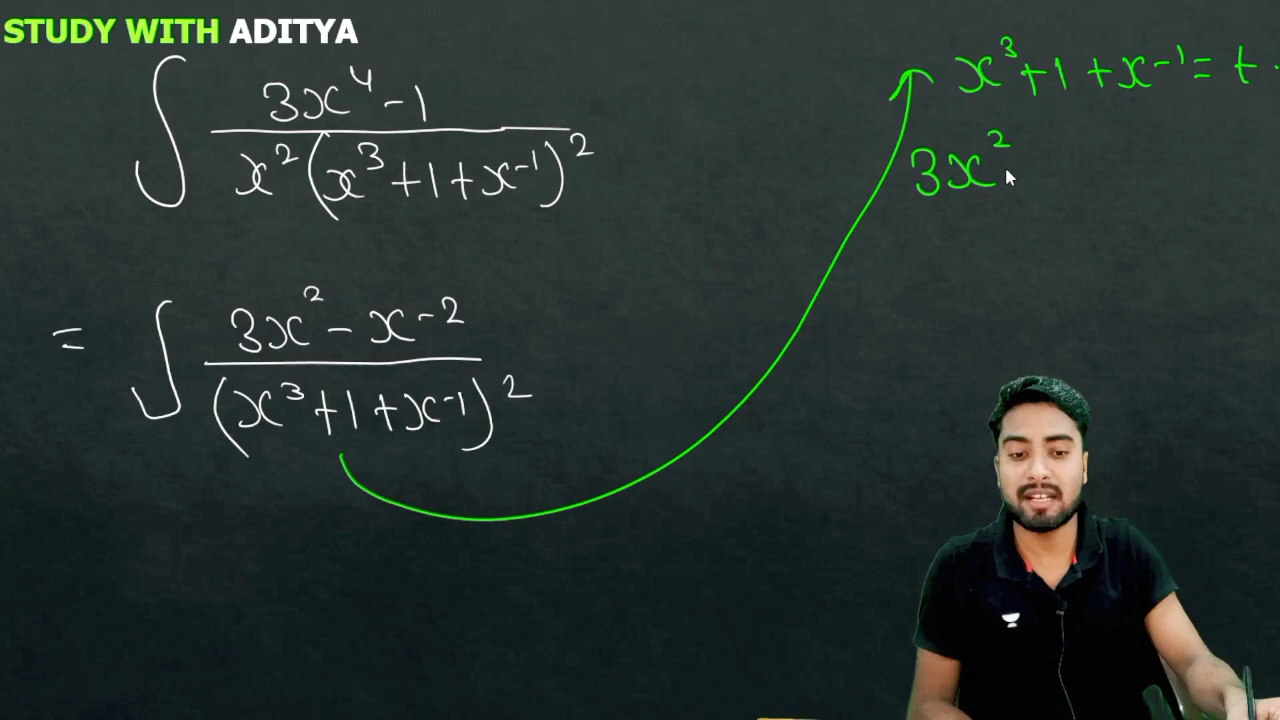 STUDY WITH ADITYA
∫ 3x⁴ - 1
x² (x³ + 1 + x⁻¹)²
= ∫ 3x² - x⁻²
(x³ + 1 + x⁻¹)²
x³ + 1 + x⁻¹ = t
3x²